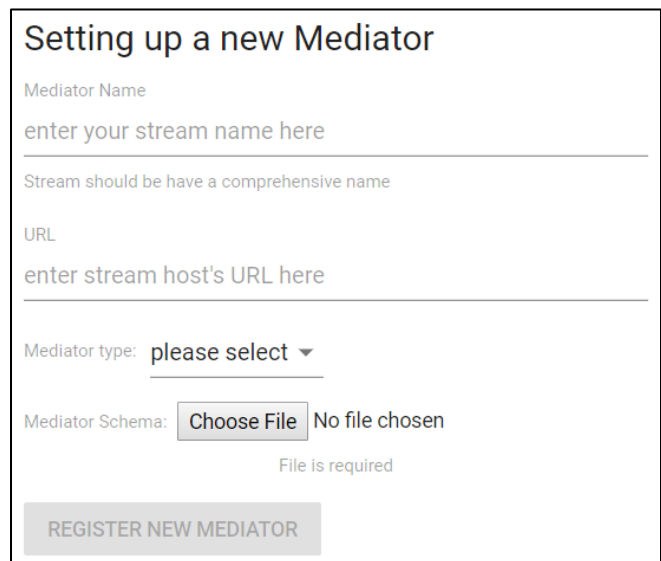 Setting up a new Mediator
Mediator Name
enter your stream name here
Stream should be have a comprehensive name
URL
enter stream host's URL here
Mediator type: please select
Mediator Schema: Choose File No file chosen
File is required
REGISTER NEW MEDIATOR